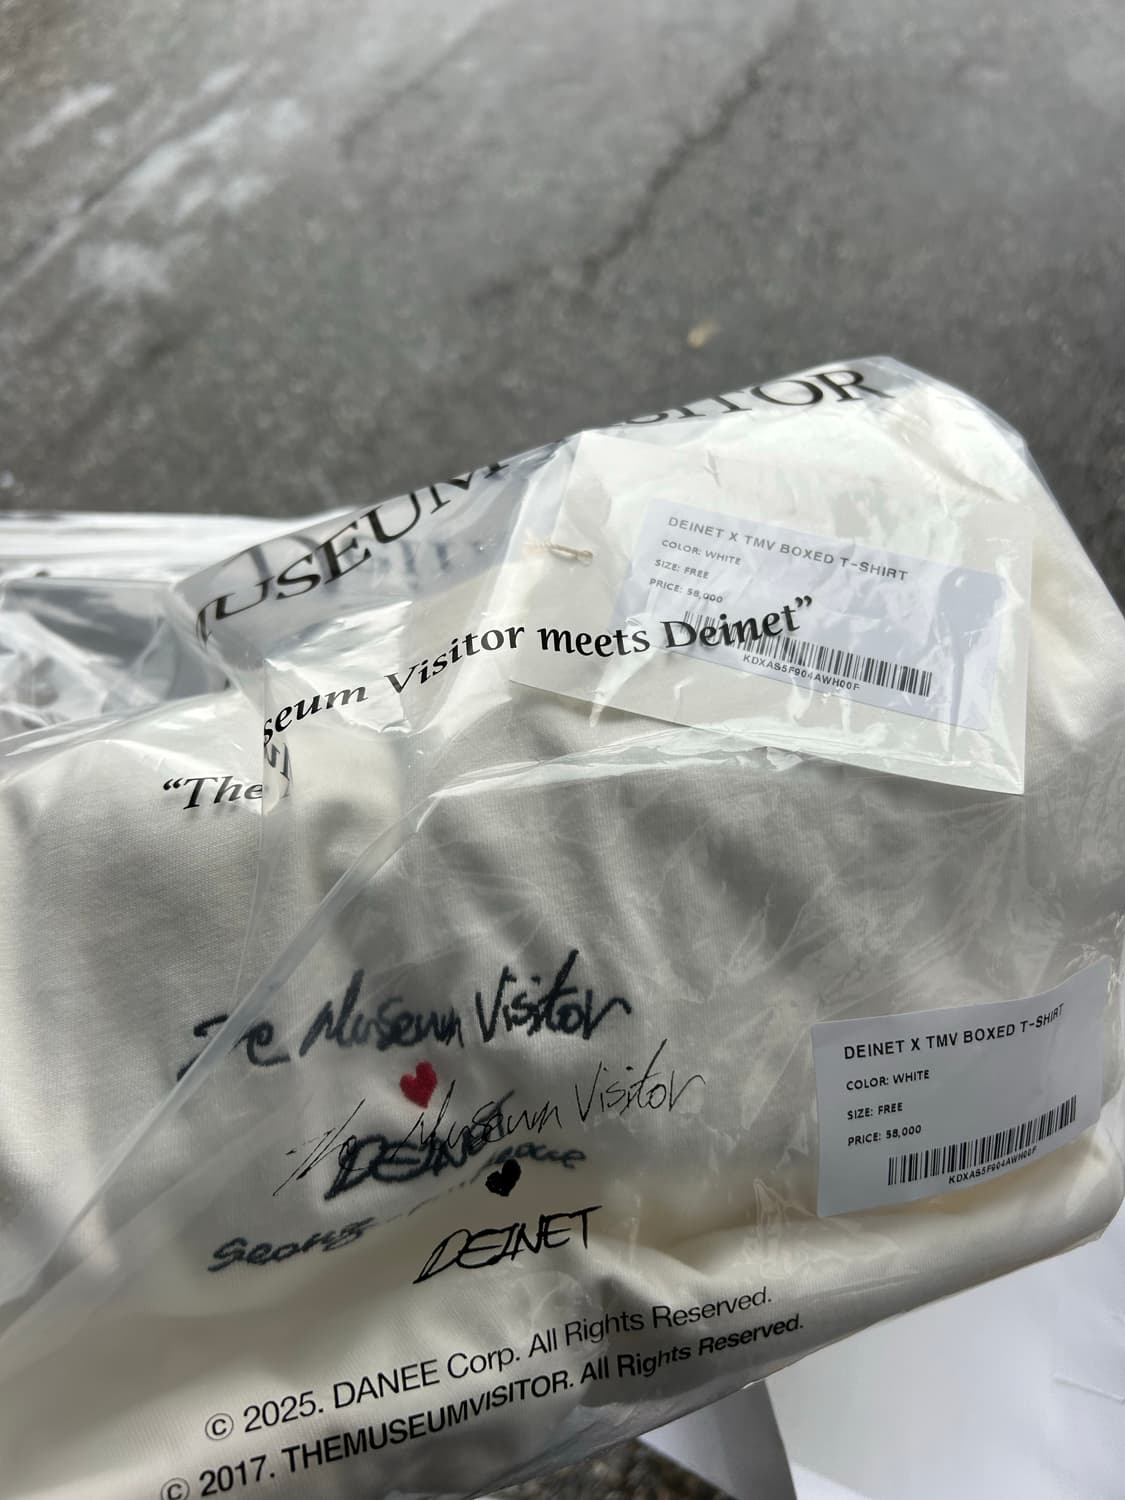 MUSEUM VISITOR
DEINET X TMV BOXED T-SHIRT
COLOR: WHITE
SIZE: FREE
PRICE: 58,000
KDXAS5F904AWH00F
“The Museum Visitor meets Deinet”
The Museum Visitor
The Museum Visitor
DEINET
DEINET
DEINET X TMV BOXED T-SHIRT
COLOR: WHITE
SIZE: FREE
PRICE: 58,000
KDXAS5F904AWH00F
© 2025. DANEE Corp. All Rights Reserved.
© 2017. THEMUSEUMVISITOR. All Rights Reserved.